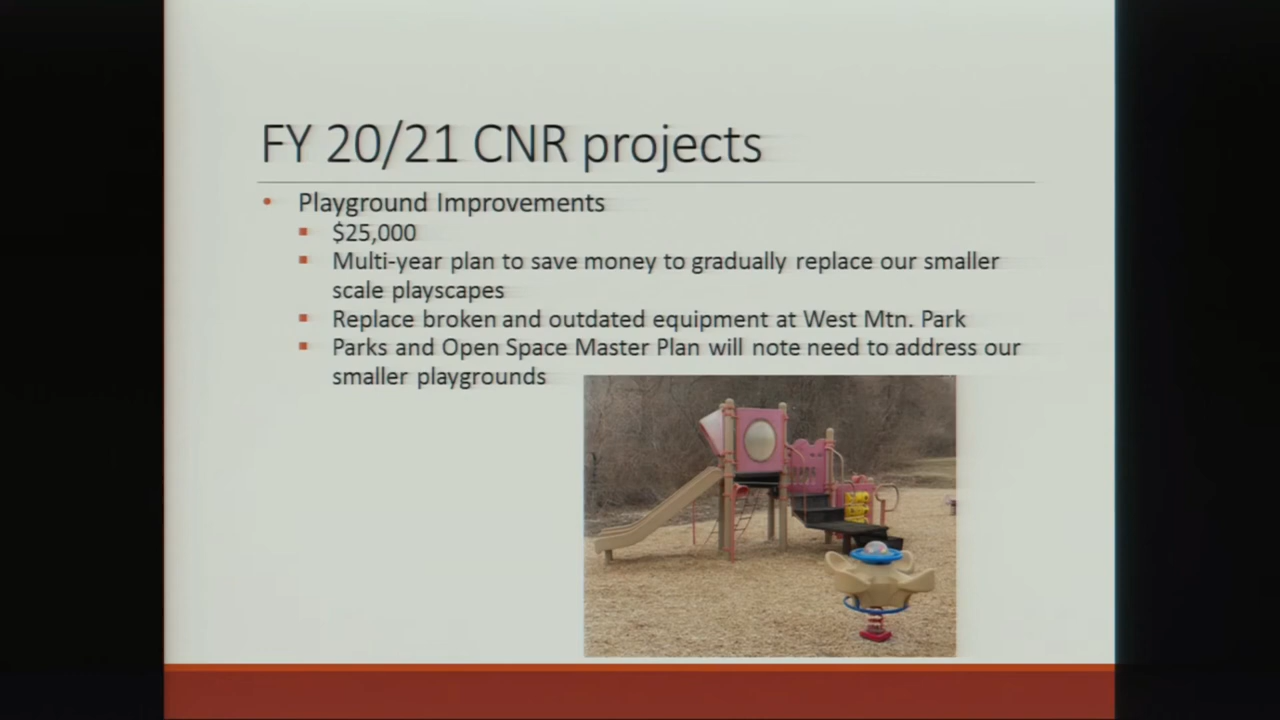 FY 20/21 CNR projects
Playground Improvements
$25,000
Multi-year plan to save money to gradually replace our smaller
scale playscapes
Replace broken and outdated equipment at West Mtn. Park
Parks and Open Space Master Plan will note need to address our
smaller playgrounds